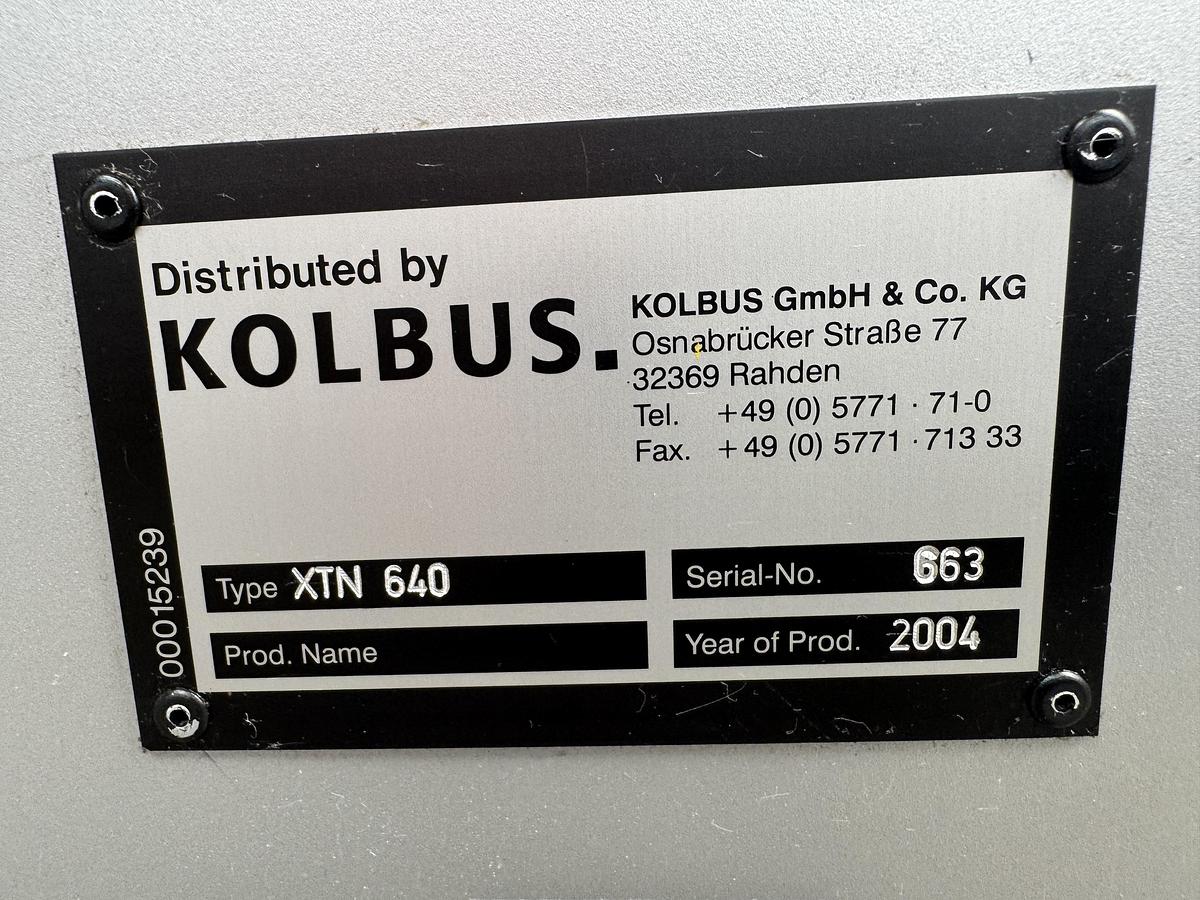 Distributed by
KOLBUS.
KOLBUS GmbH & Co. KG
Osnabrücker Straße 77
32369 Rahden
Tel. +49 (0) 5771 · 71-0
Fax. +49 (0) 5771 · 713 33
00015239
Type XTN 640
Serial-No. 663
Prod. Name
Year of Prod. 2004